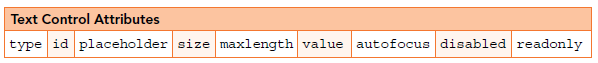 Text Control Attributes
type id placeholder size maxlength value autofocus disabled readonly